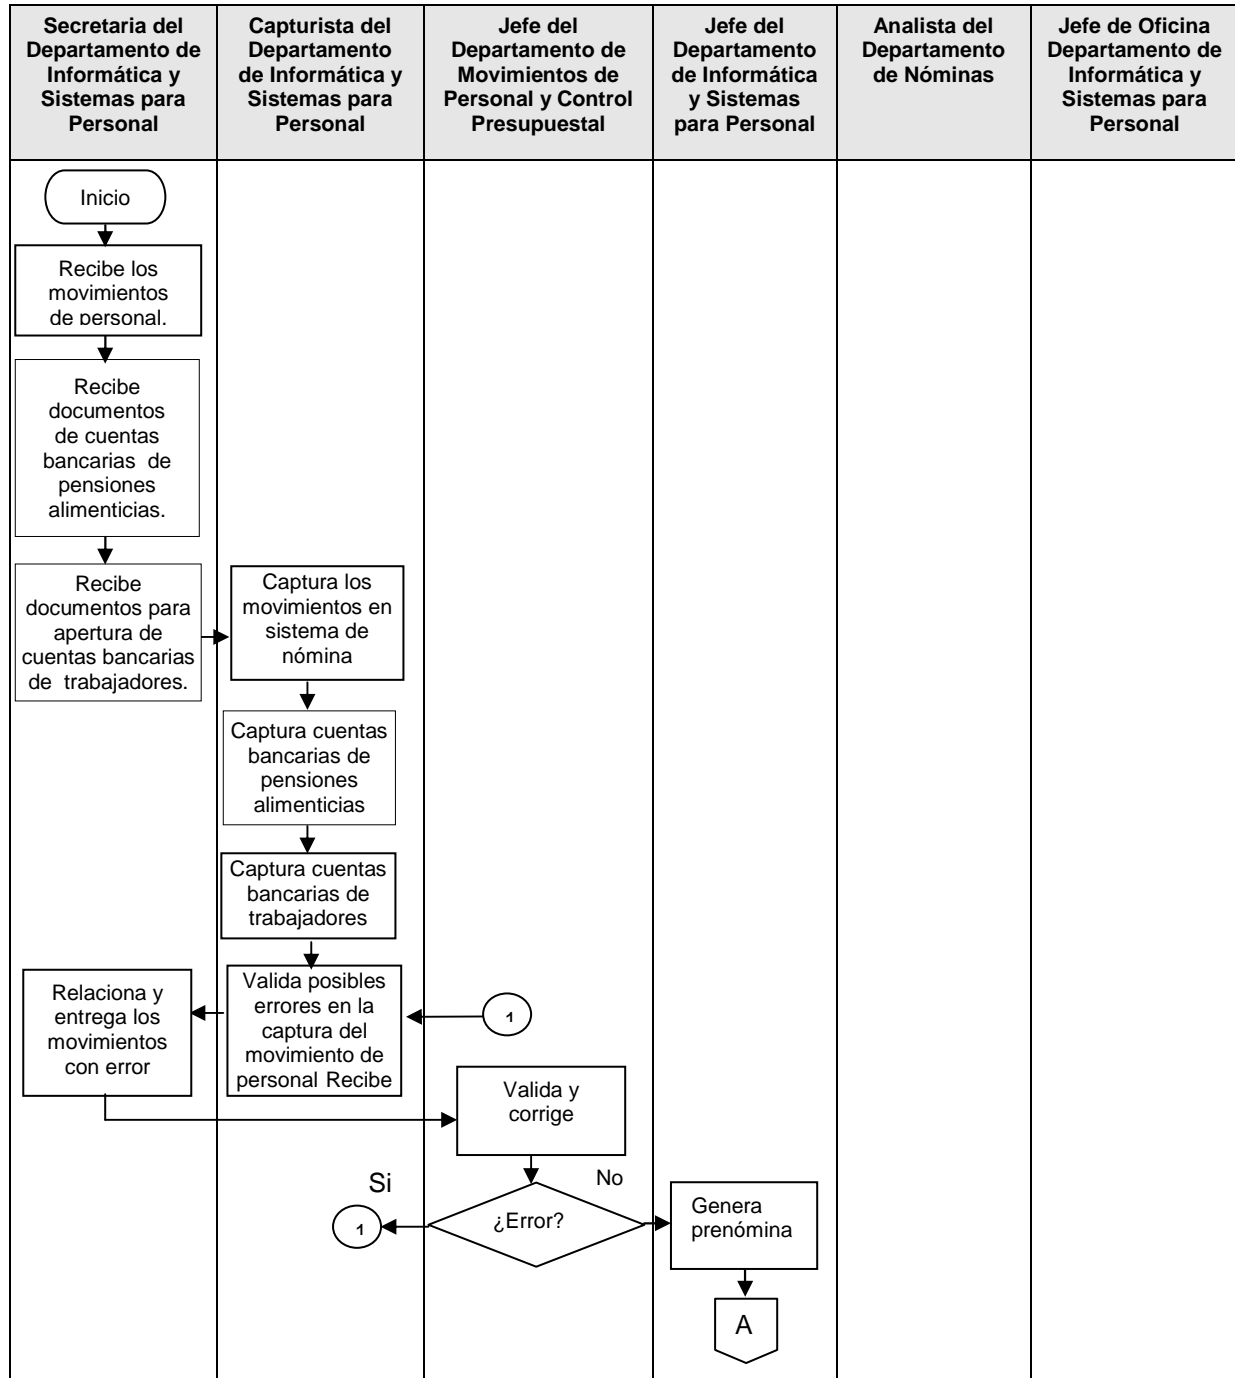 Secretaria del
Departamento de
Informática y
Sistemas para
Personal
Capturista del
Departamento
de Informática y
Sistemas para
Personal
Jefe del
Departamento de
Movimientos de
Personal y Control
Presupuestal
Jefe del
Departamento
de Informática
y Sistemas
para Personal
Analista del
Departamento
de Nóminas
Jefe de Oficina
Departamento de
Informática y
Sistemas para
Personal
Inicio
Recibe los
movimientos
de personal.
Recibe
documentos
de cuentas
bancarias de
pensiones
alimenticias.
Recibe
documentos para
apertura de
cuentas bancarias
de trabajadores.
Captura los
movimientos en
sistema de
nómina
Captura cuentas
bancarias de
pensiones
alimenticias
Captura cuentas
bancarias de
trabajadores
Relaciona y
entrega los
movimientos
con error
Valida posibles
errores en la
captura del
movimiento de
personal Recibe
1
Valida y
corrige
Si
No
1
¿Error?
Genera
prenómina
A